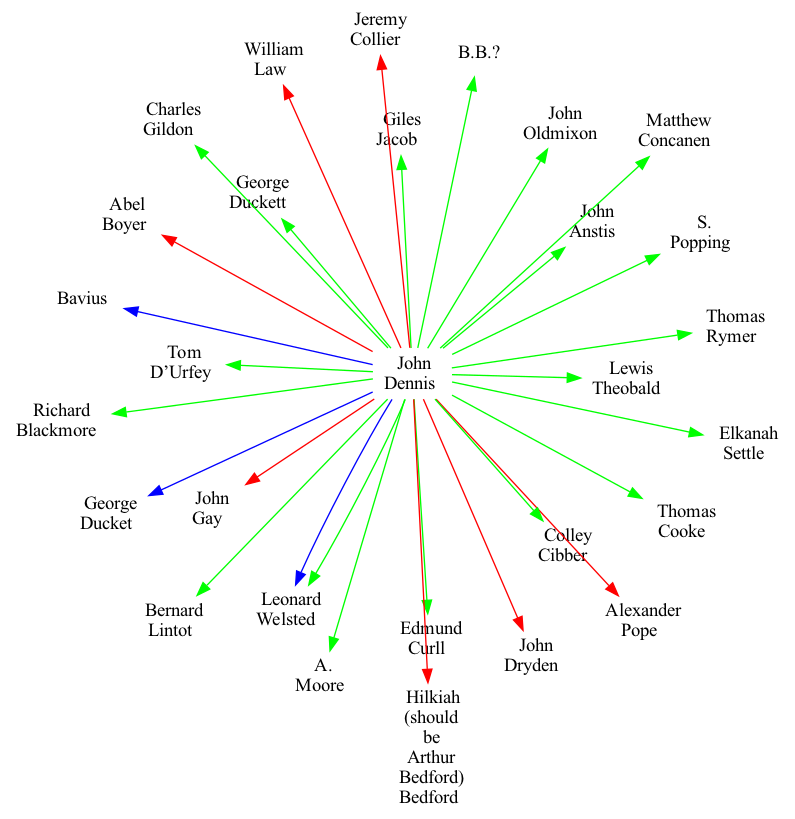 Jeremy
Collier
William
Law
B.B.?
Charles
Gildon
Giles
Jacob
John
Oldmixon
Matthew
Concanen
George
Duckett
Abel
Boyer
John
Anstis
S.
Popping
Bavius
Thomas
Rymer
Tom
D'Urfey
John
Dennis
Lewis
Theobald
Richard
Blackmore
Elkanah
Settle
George
Ducket
John
Gay
Thomas
Cooke
Colley
Cibber
Bernard
Lintot
Leonard
Welsted
Edmund
Curll
Alexander
Pope
John
Dryden
A.
Moore
Hilkiah
(should
be
Arthur
Bedford)
Bedford